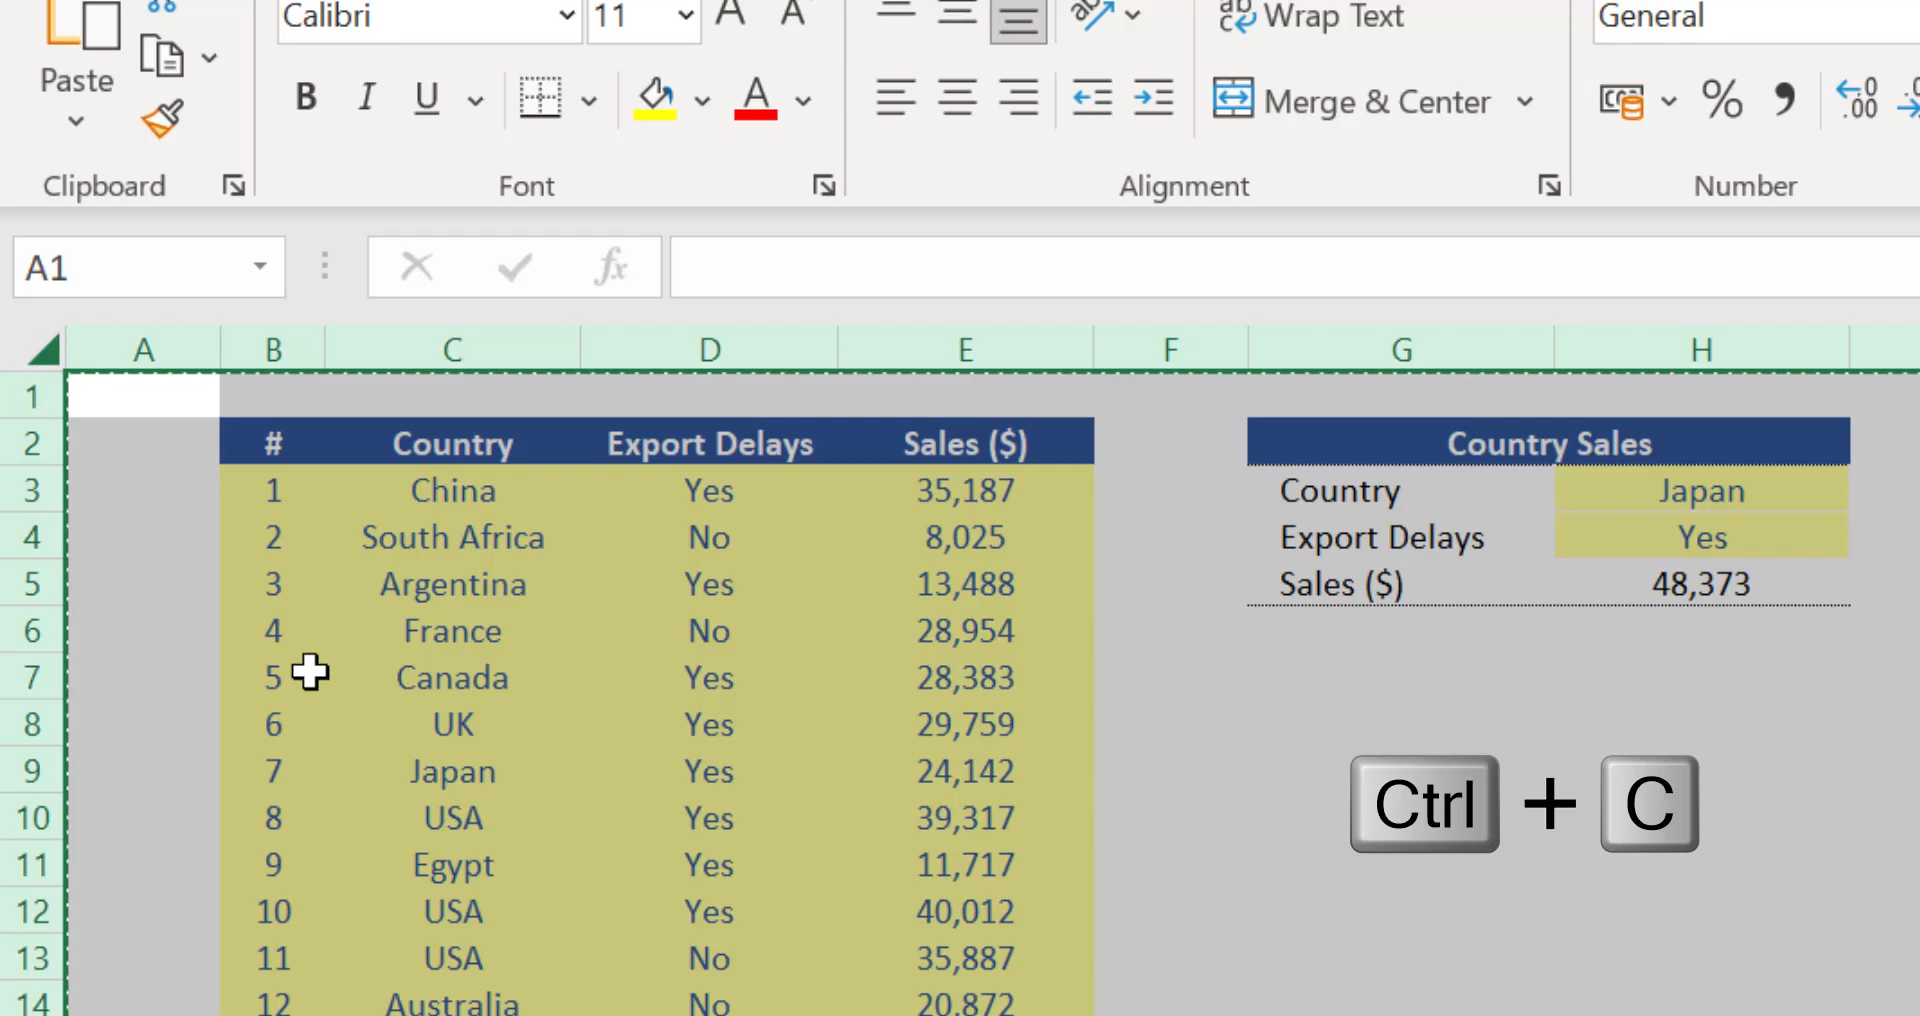 Calibri 11 A A Wrap Text General
Paste B I U A Merge & Center % .00
Clipboard Font Alignment Number
A1 fx
A B C D E F G H
1
2 # Country Export Delays Sales ($) Country Sales
3 1 China Yes 35,187 Country Japan
4 2 South Africa No 8,025 Export Delays Yes
5 3 Argentina Yes 13,488 Sales ($) 48,373
6 4 France No 28,954
7 5 Canada Yes 28,383
8 6 UK Yes 29,759
9 7 Japan Yes 24,142
10 8 USA Yes 39,317
Ctrl + C
11 9 Egypt Yes 11,717
12 10 USA Yes 40,012
13 11 USA No 35,887
14 12 Australia No 20,872